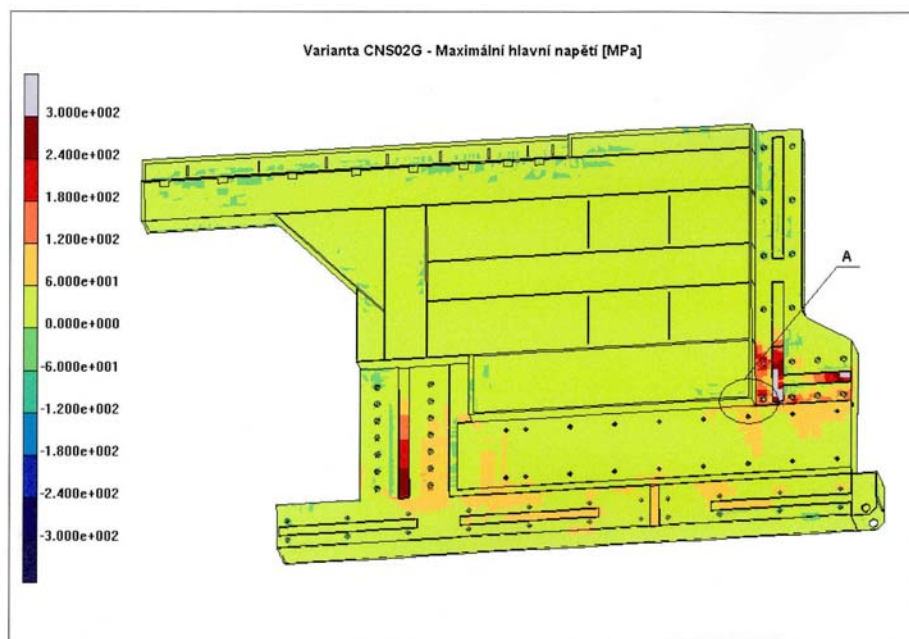 Varianta CNS02G - Maximální hlavní napětí [MPa]
3.000e+002
2.400e+002
1.800e+002
1.200e+002
6.000e+001
0.000e+000
-6.000e+001
-1.200e+002
-1.800e+002
-2.400e+002
-3.000e+002
A